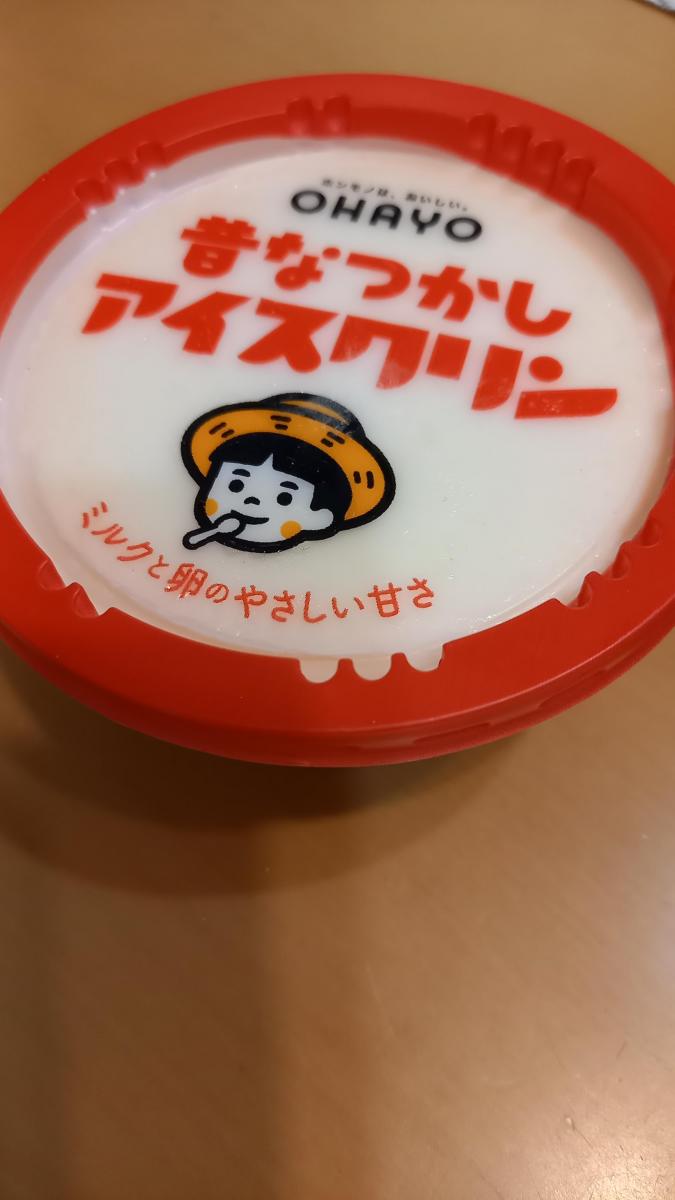 ホンモノは、おいしい。
OHAYO
昔なつかし
アイスクリン
ミルクと卵のやさしい甘さ